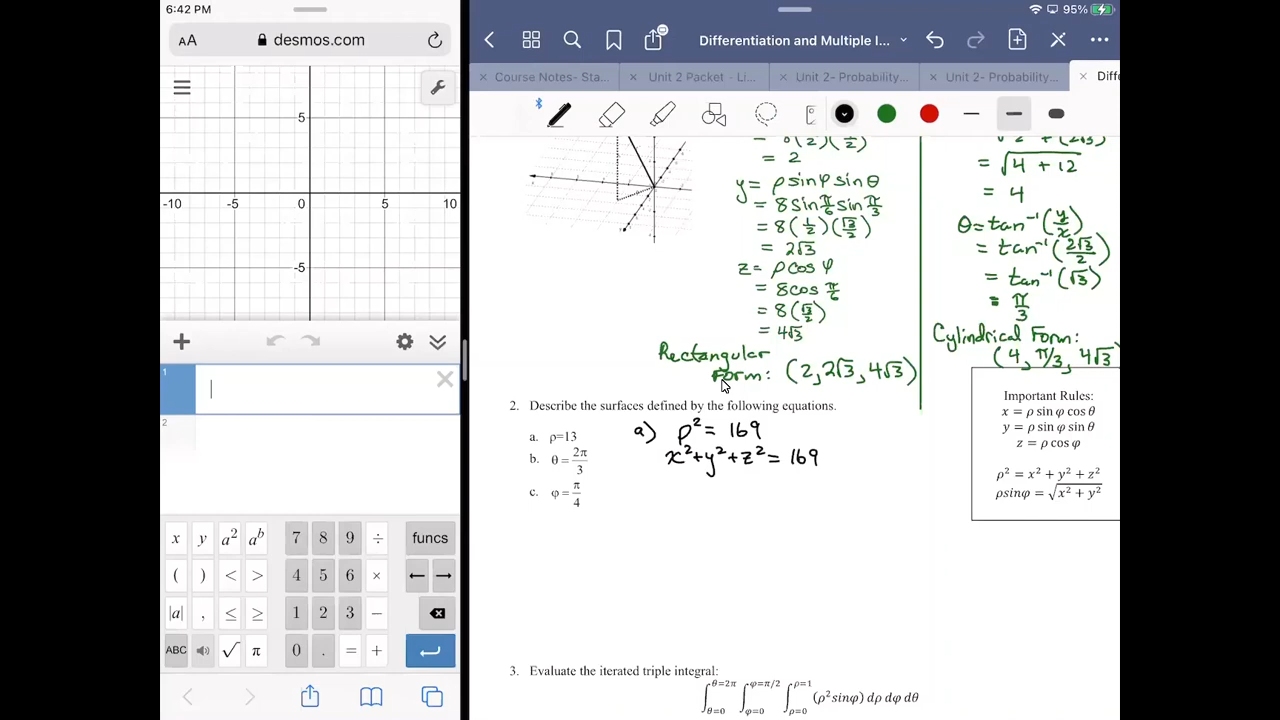 6:42 PM
95%
AA desmos.com
Differentiation and Multiple I...
Course Notes- Sta...
Unit 2 Packet - Li...
Unit 2- Probability...
Unit 2- Probability...
Diffe
5
-10 -5 0 5 10
-5
1
2
= 2
y = ρ sin φ sin θ
= 8 sin π/6 sin π/3
= 8 (1/2)(√3/2)
= 2√3
z = ρ cos φ
= 8 cos π/6
= 8 (√3/2)
= 4√3
Rectangular
Form: (2, 2√3, 4√3)
= √4 + 12
= 4
θ = tan⁻¹ (y/x)
= tan⁻¹ (2√3/2)
= tan⁻¹ (√3)
= π/3
Cylindrical Form:
(4, π/3, 4√3
2. Describe the surfaces defined by the following equations.
a. ρ=13
b. θ = 2π/3
c. φ = π/4
a) ρ² = 169
x² + y² + z² = 169
Important Rules:
x = ρ sin φ cos θ
y = ρ sin φ sin θ
z = ρ cos φ
ρ² = x² + y² + z²
ρsinφ = √x² + y²
3. Evaluate the iterated triple integral:
∫θ=0 θ=2π ∫φ=0 φ=π/2 ∫ρ=0 ρ=1 (ρ² sinφ) dρ dφ dθ
x y a² aᵇ 7 8 9 ÷ funcs
( ) < > 4 5 6 × ← →
|a| , ≤ ≥ 1 2 3 −
ABC √ π 0 . = +